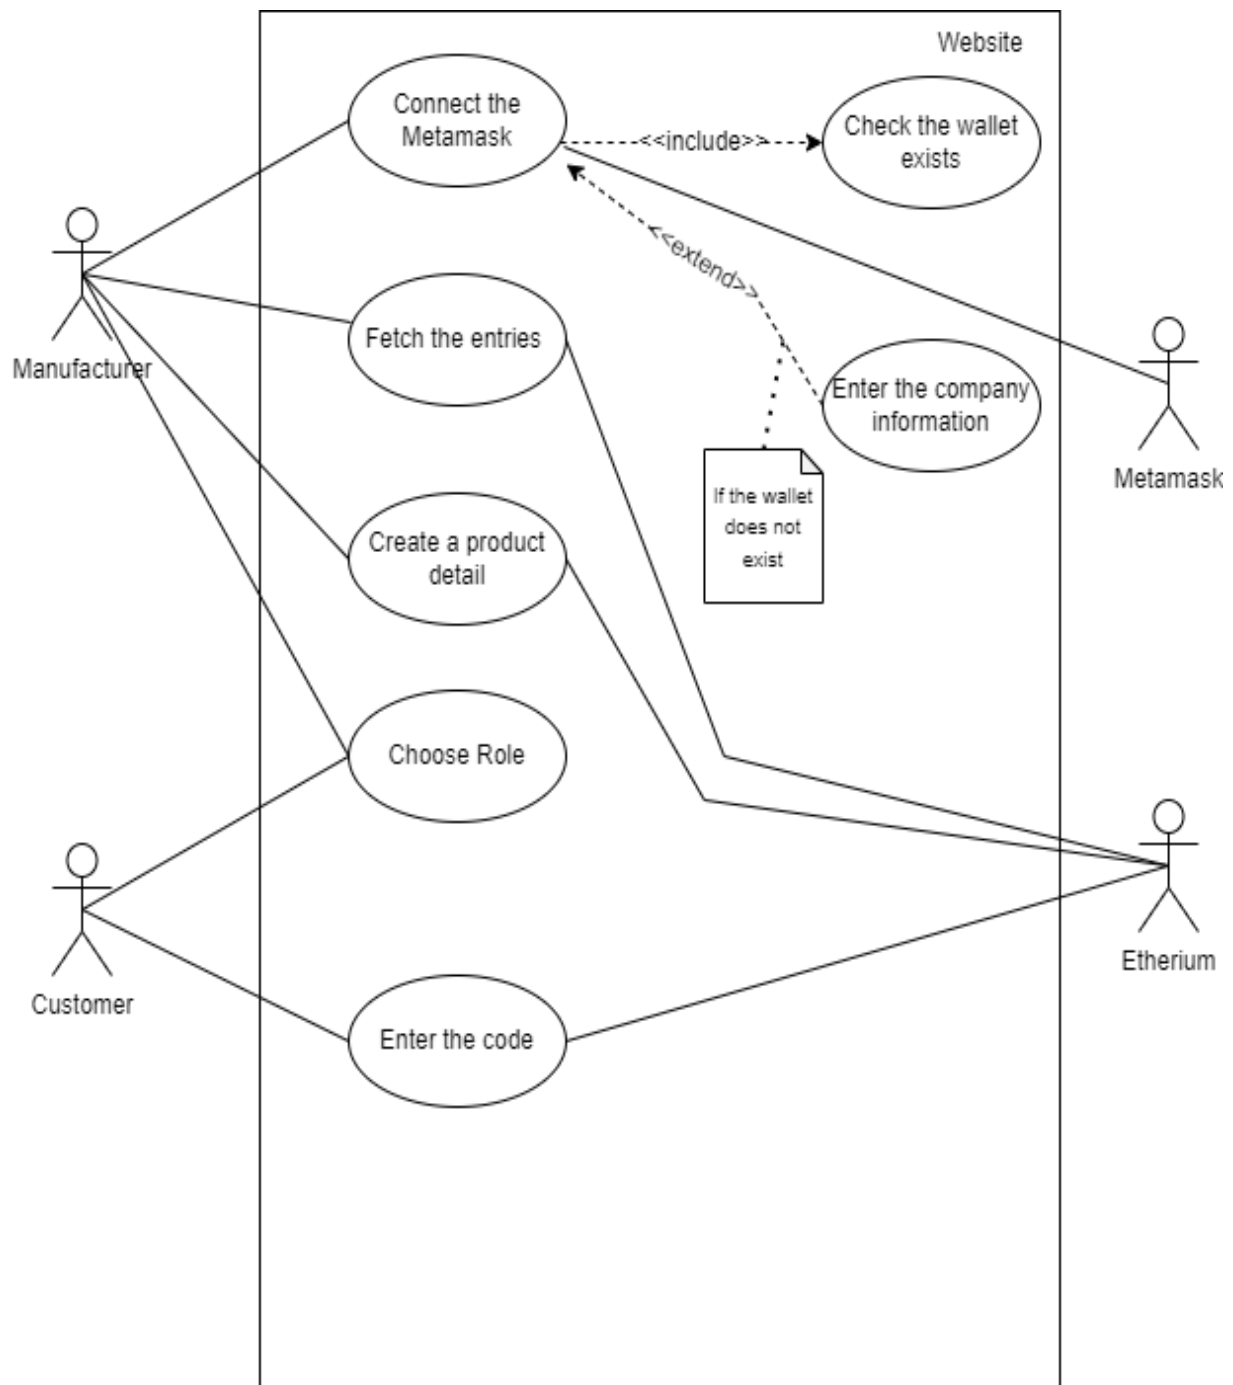 Website
Connect the
Metamask
<<include>>
Check the wallet
exists
<<extend>>
Manufacturer
Fetch the entries
Enter the company
information
Metamask
If the wallet
does not
exist
Create a product
detail
Choose Role
Customer
Etherium
Enter the code